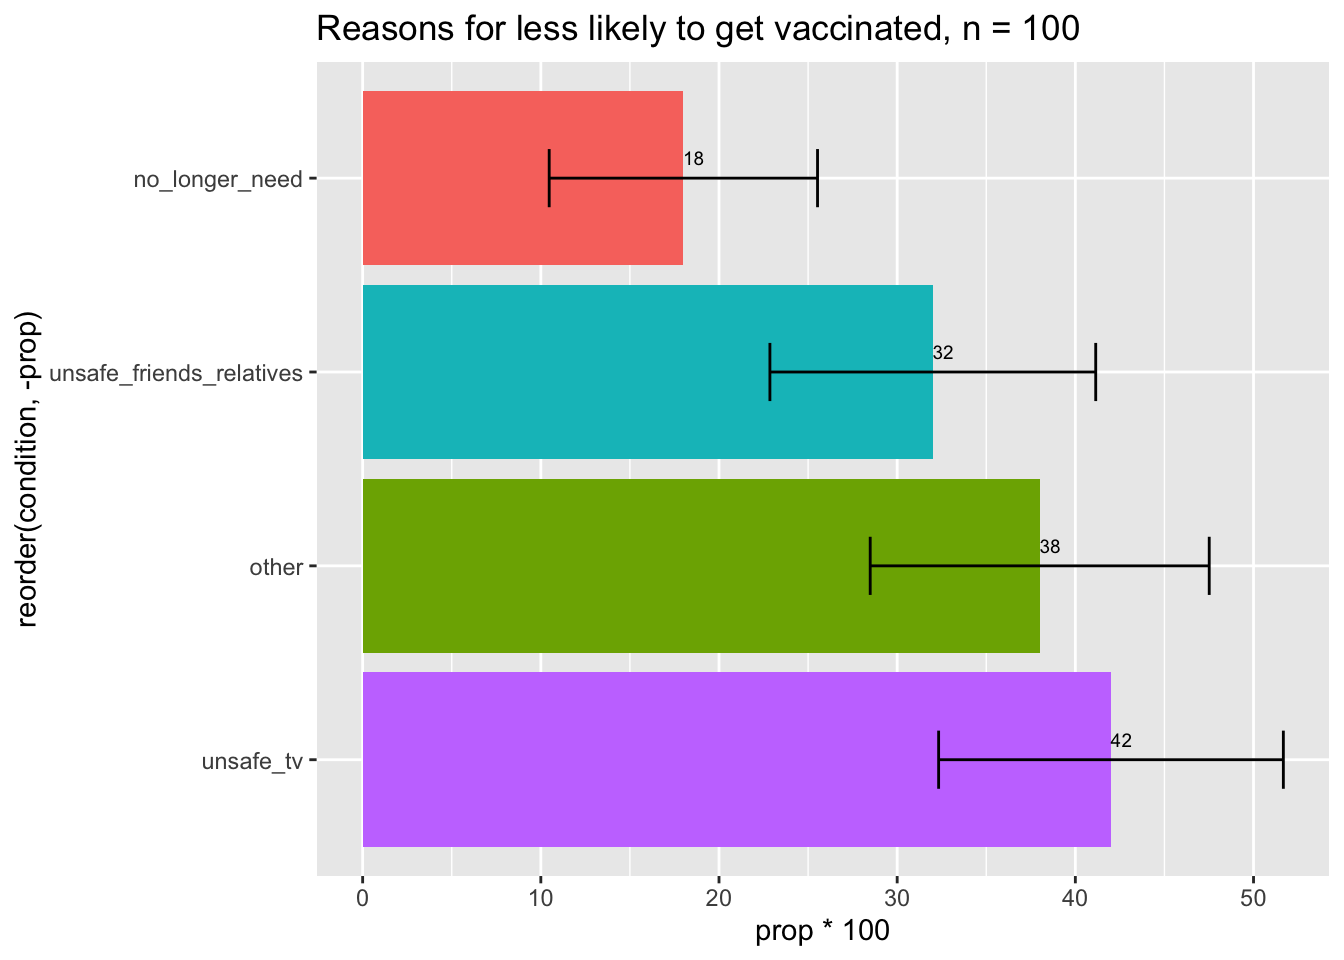 Reasons for less likely to get vaccinated, n = 100
reorder(condition, -prop)
no_longer_need
18
unsafe_friends_relatives
32
other
38
unsafe_tv
42
0 10 20 30 40 50
prop * 100